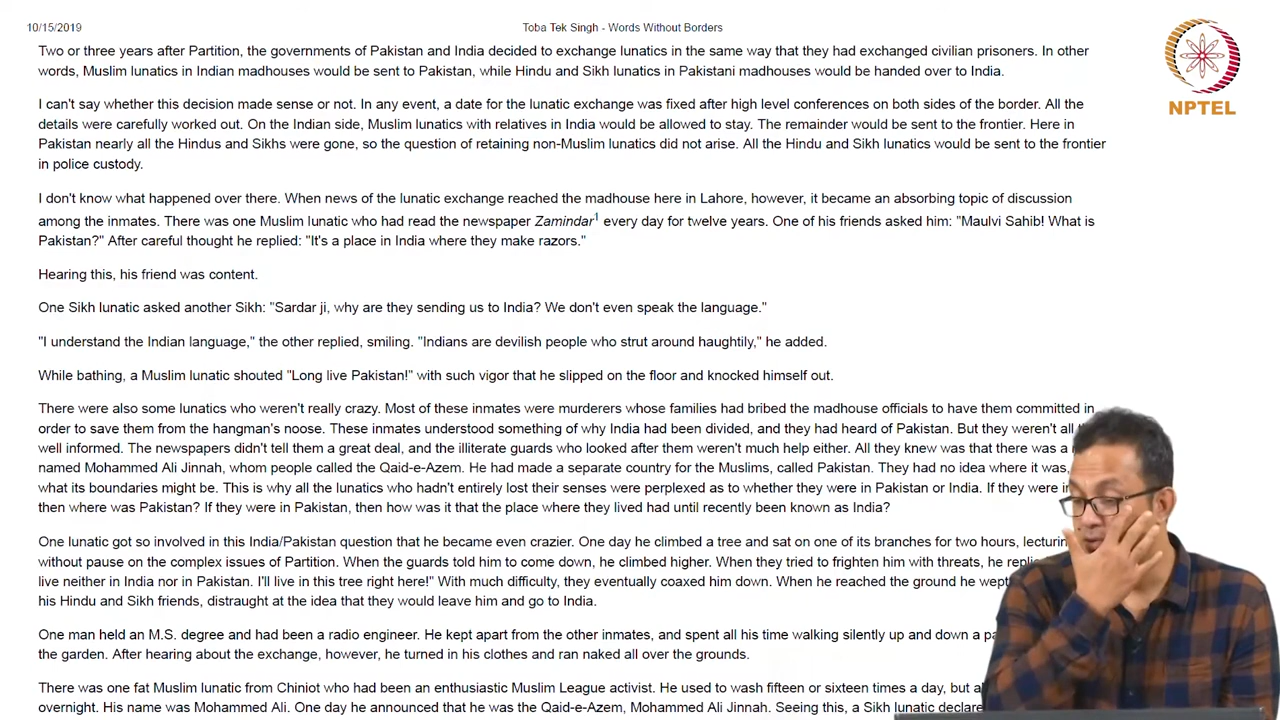 10/15/2019 Toba Tek Singh - Words Without Borders
NPTEL
Two or three years after Partition, the governments of Pakistan and India decided to exchange lunatics in the same way that they had exchanged civilian prisoners. In other
words, Muslim lunatics in Indian madhouses would be sent to Pakistan, while Hindu and Sikh lunatics in Pakistani madhouses would be handed over to India.
I can't say whether this decision made sense or not. In any event, a date for the lunatic exchange was fixed after high level conferences on both sides of the border. All the
details were carefully worked out. On the Indian side, Muslim lunatics with relatives in India would be allowed to stay. The remainder would be sent to the frontier. Here in
Pakistan nearly all the Hindus and Sikhs were gone, so the question of retaining non-Muslim lunatics did not arise. All the Hindu and Sikh lunatics would be sent to the frontier
in police custody.
I don't know what happened over there. When news of the lunatic exchange reached the madhouse here in Lahore, however, it became an absorbing topic of discussion
among the inmates. There was one Muslim lunatic who had read the newspaper Zamindar1 every day for twelve years. One of his friends asked him: "Maulvi Sahib! What is
Pakistan?" After careful thought he replied: "It's a place in India where they make razors."
Hearing this, his friend was content.
One Sikh lunatic asked another Sikh: "Sardar ji, why are they sending us to India? We don't even speak the language."
"I understand the Indian language," the other replied, smiling. "Indians are devilish people who strut around haughtily," he added.
While bathing, a Muslim lunatic shouted "Long live Pakistan!" with such vigor that he slipped on the floor and knocked himself out.
There were also some lunatics who weren't really crazy. Most of these inmates were murderers whose families had bribed the madhouse officials to have them committed in
order to save them from the hangman's noose. These inmates understood something of why India had been divided, and they had heard of Pakistan. But they weren't all
well informed. The newspapers didn't tell them a great deal, and the illiterate guards who looked after them weren't much help either. All they knew was that there was a
named Mohammed Ali Jinnah, whom people called the Qaid-e-Azem. He had made a separate country for the Muslims, called Pakistan. They had no idea where it was,
what its boundaries might be. This is why all the lunatics who hadn't entirely lost their senses were perplexed as to whether they were in Pakistan or India. If they were in
then where was Pakistan? If they were in Pakistan, then how was it that the place where they lived had until recently been known as India?
One lunatic got so involved in this India/Pakistan question that he became even crazier. One day he climbed a tree and sat on one of its branches for two hours, lecturing
without pause on the complex issues of Partition. When the guards told him to come down, he climbed higher. When they tried to frighten him with threats, he
live neither in India nor in Pakistan. I'll live in this tree right here!" With much difficulty, they eventually coaxed him down. When he reached the ground he wept
his Hindu and Sikh friends, distraught at the idea that they would leave him and go to India.
One man held an M.S. degree and had been a radio engineer. He kept apart from the other inmates, and spent all his time walking silently up and down a
the garden. After hearing about the exchange, however, he turned in his clothes and ran naked all over the grounds.
There was one fat Muslim lunatic from Chiniot who had been an enthusiastic Muslim League activist. He used to wash fifteen or sixteen times a day, but
overnight. His name was Mohammed Ali. One day he announced that he was the Qaid-e-Azem, Mohammed Ali Jinnah. Seeing this, a Sikh lunatic